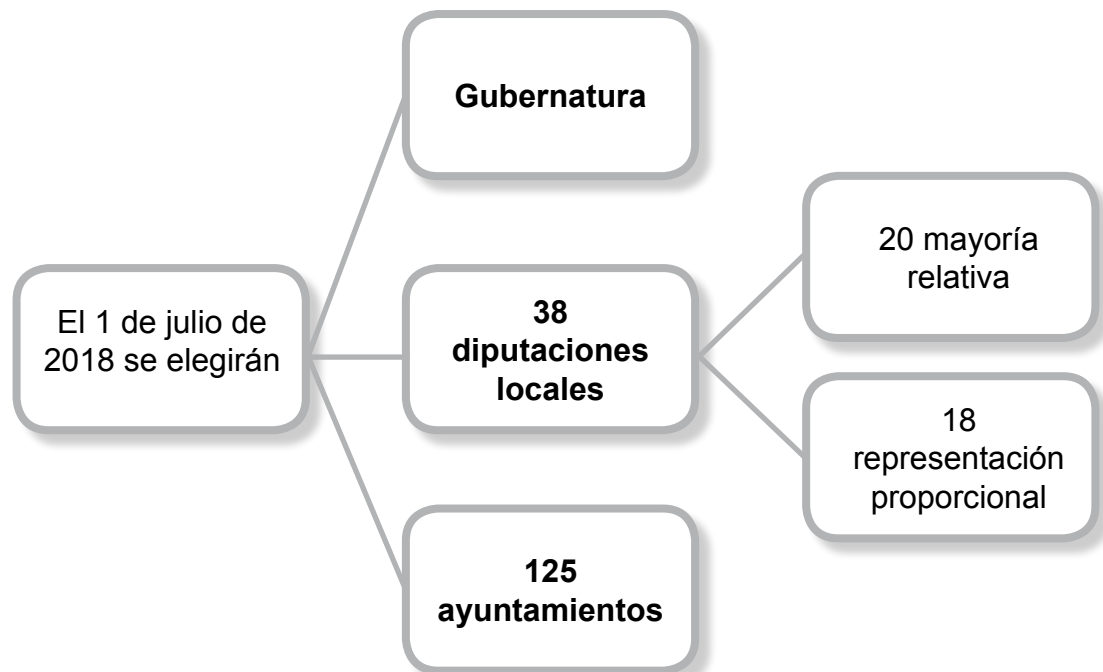 El 1 de julio de
2018 se elegirán
Gubernatura
38
diputaciones
locales
20 mayoría
relativa
18
representación
proporcional
125
ayuntamientos